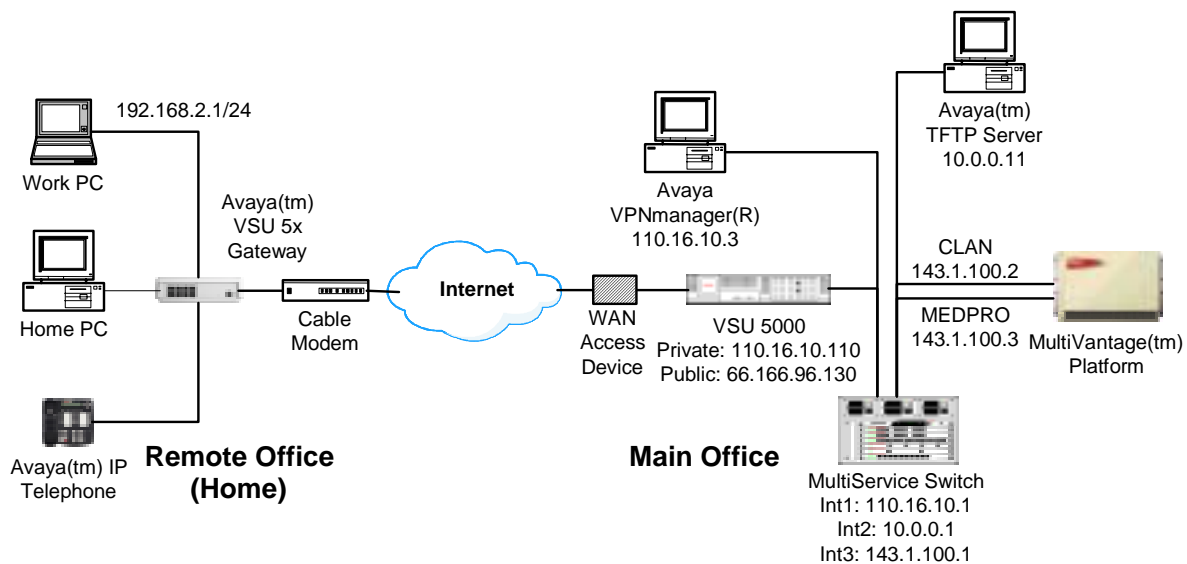 192.168.2.1/24
Work PC
Avaya(tm)
VSU 5x
Gateway
Home PC
Cable
Modem
Avaya(tm) IP
Telephone
Remote Office
(Home)
Internet
WAN
Access
Device
Avaya
VPNmanager(R)
110.16.10.3
VSU 5000
Private: 110.16.10.110
Public: 66.166.96.130
Main Office
Avaya(tm)
TFTP Server
10.0.0.11
CLAN
143.1.100.2
MEDPRO
143.1.100.3
MultiVantage(tm)
Platform
MultiService Switch
Int1: 110.16.10.1
Int2: 10.0.0.1
Int3: 143.1.100.1